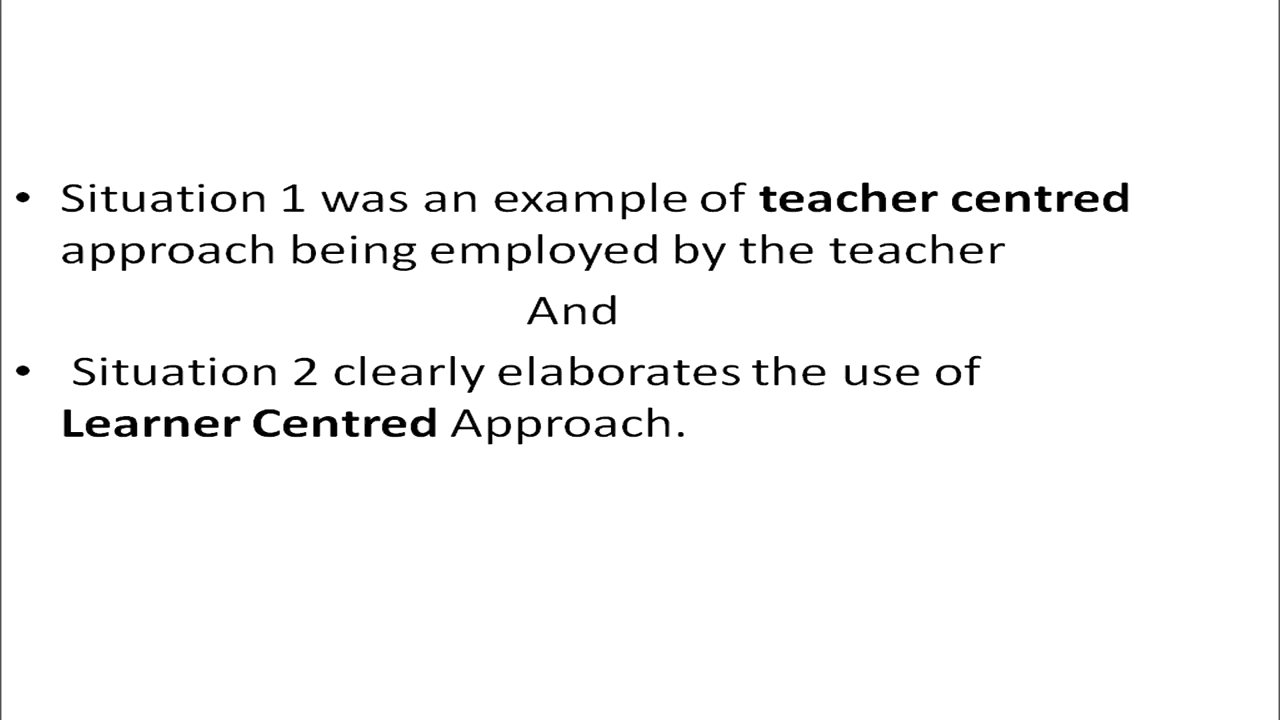 • Situation 1 was an example of teacher centred
approach being employed by the teacher
And
• Situation 2 clearly elaborates the use of
Learner Centred Approach.